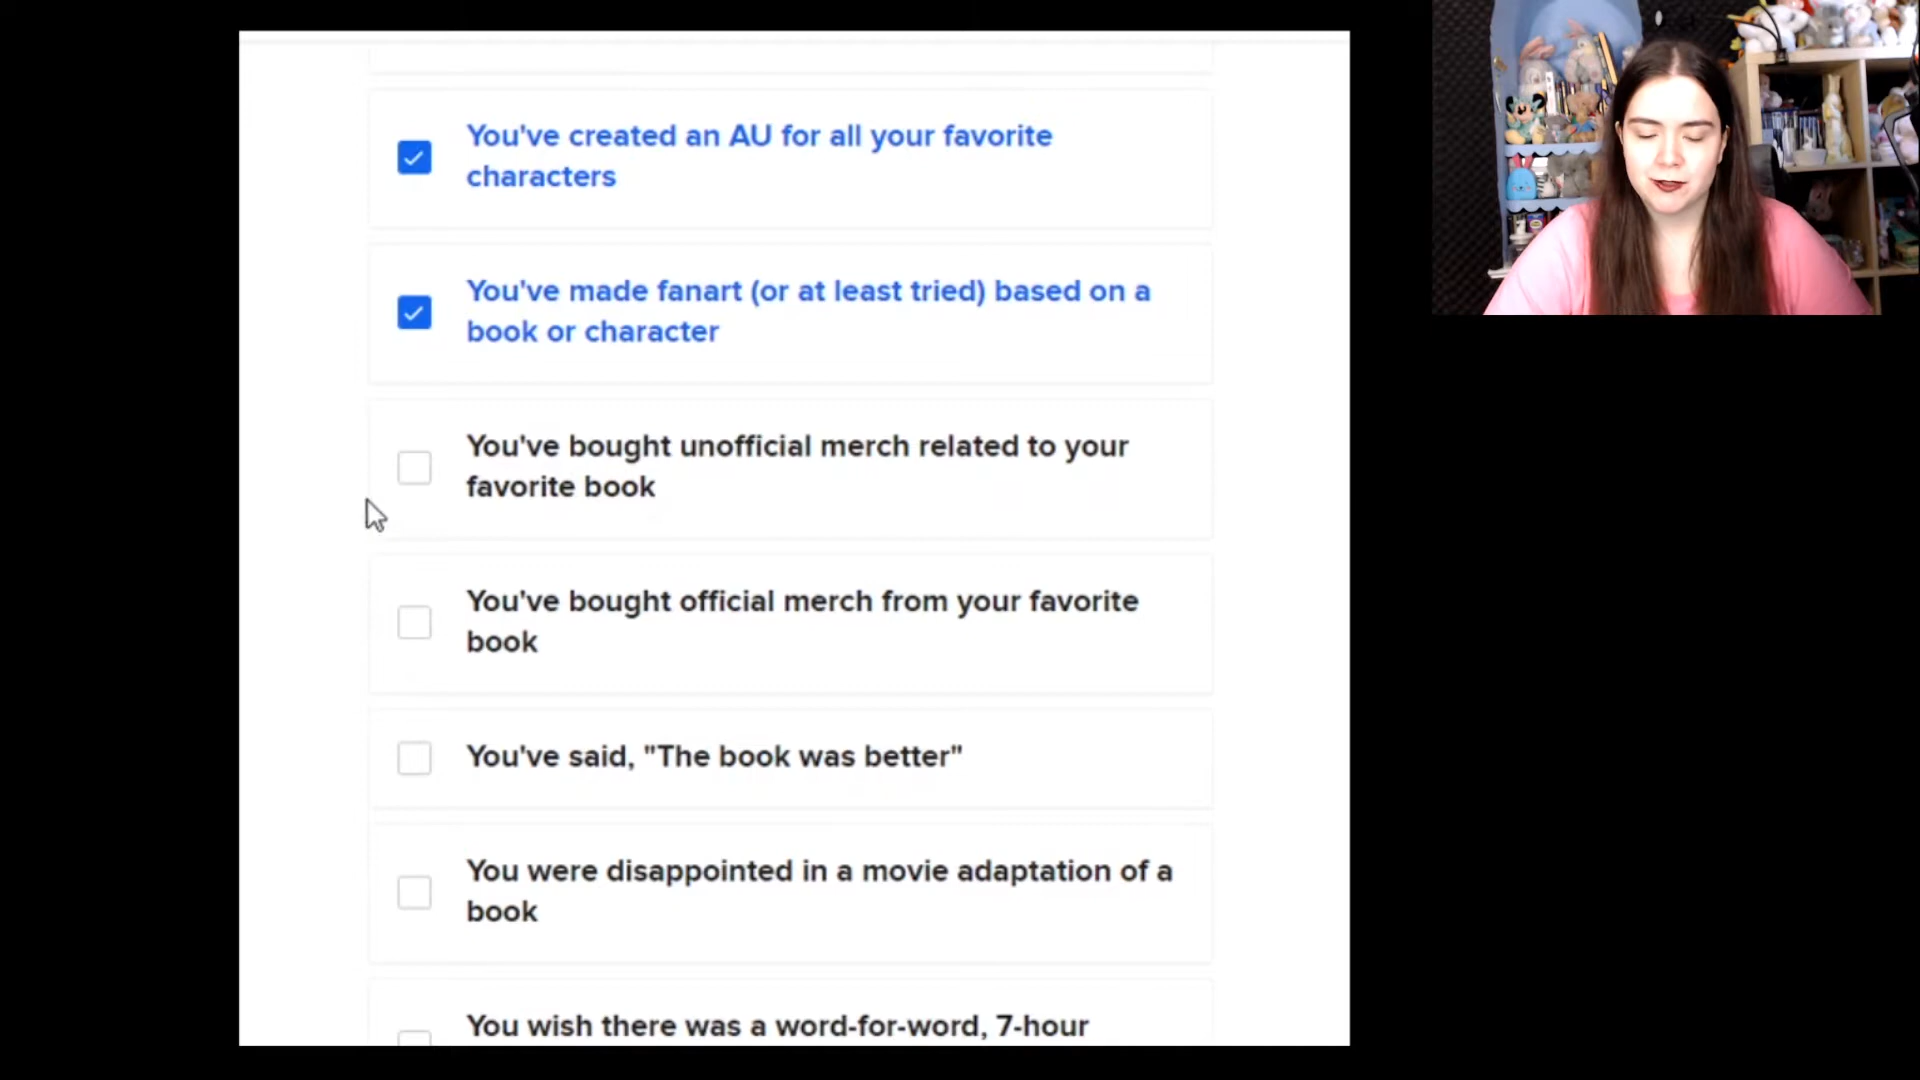 You've created an AU for all your favorite
characters
You've made fanart (or at least tried) based on a
book or character
You've bought unofficial merch related to your
favorite book
You've bought official merch from your favorite
book
You've said, "The book was better"
You were disappointed in a movie adaptation of a
book
You wish there was a word-for-word, 7-hour